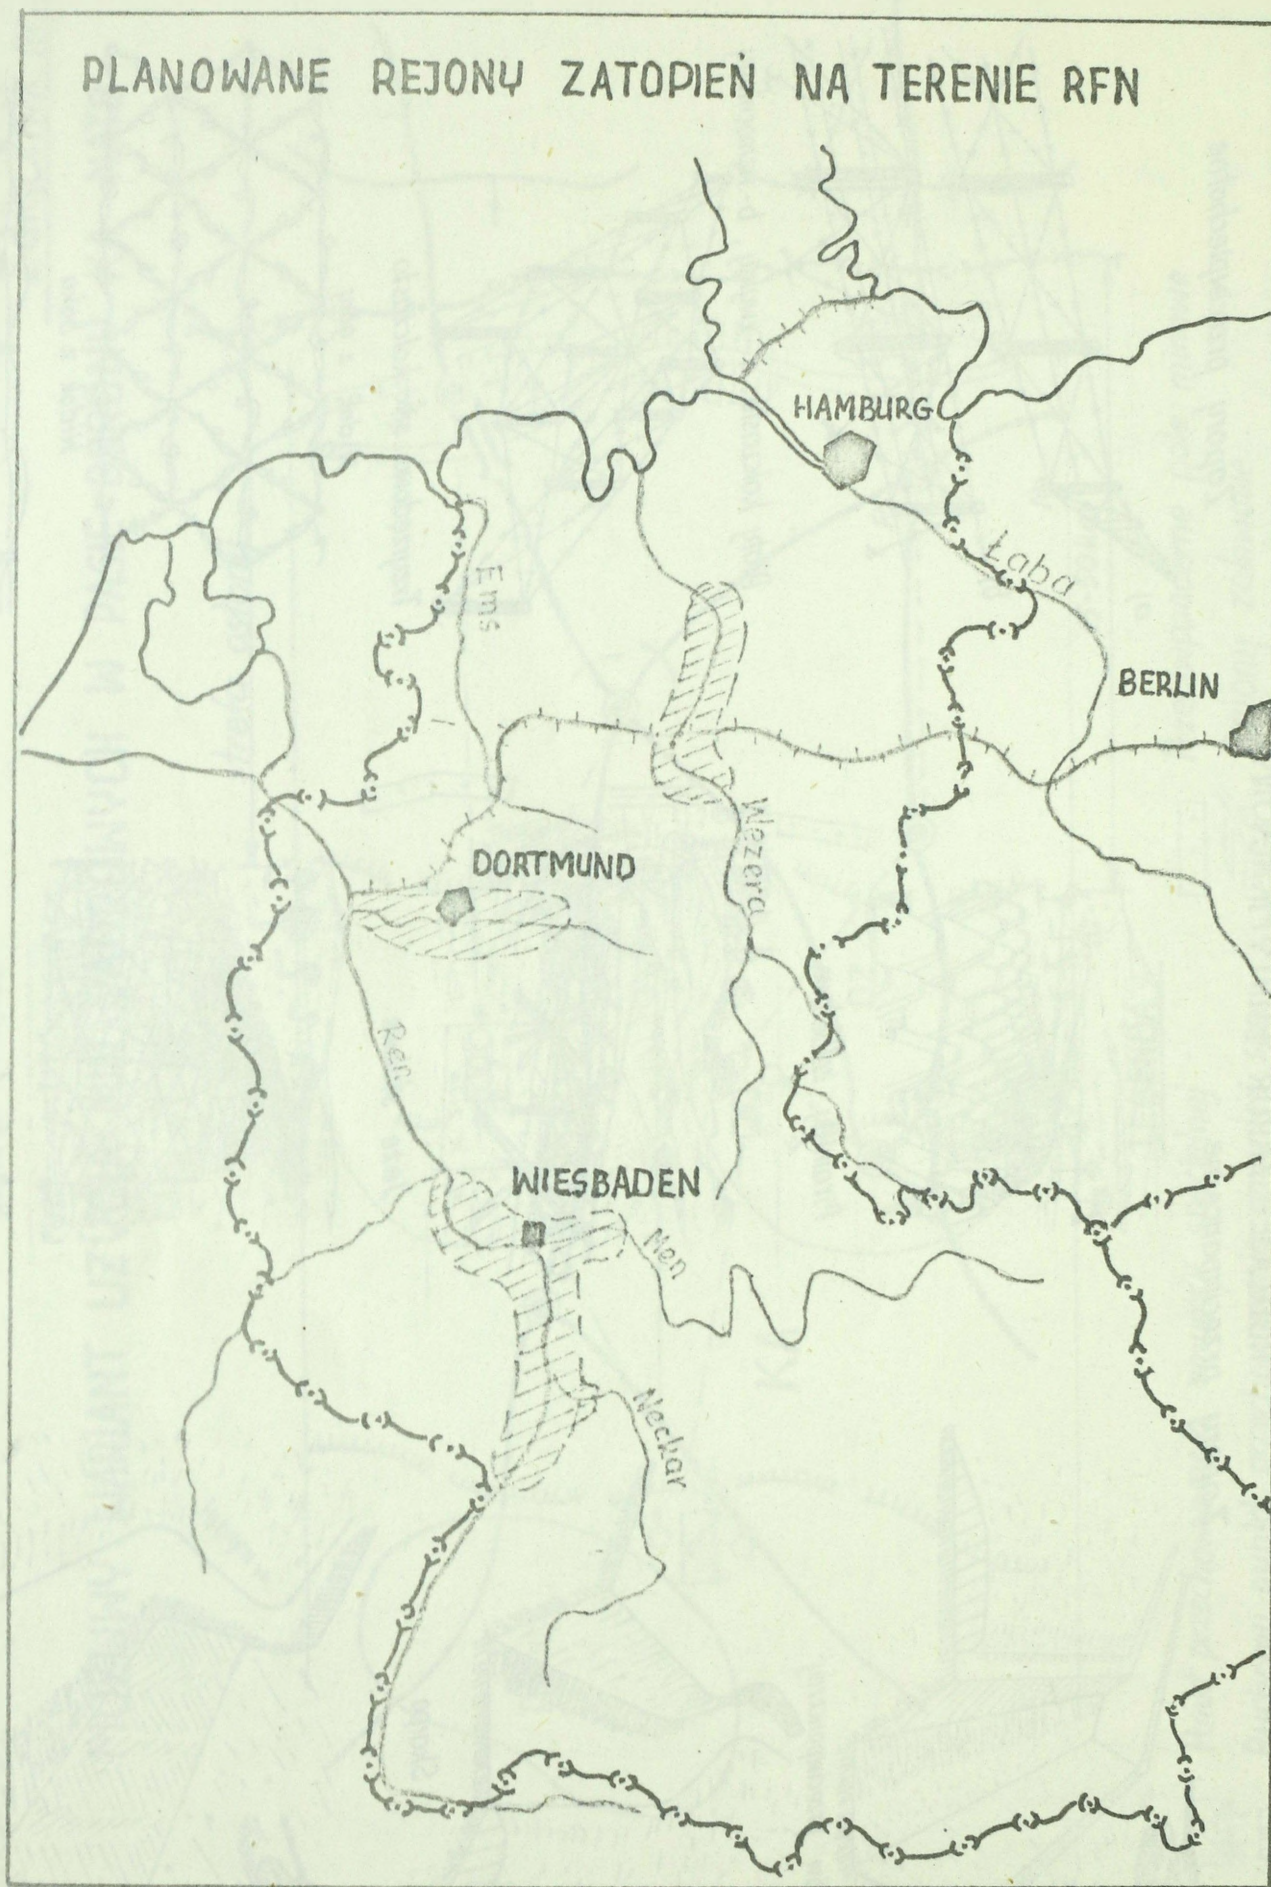 PLANOWANE REJONY ZATOPIEŃ NA TERENIE RFN
HAMBURG
Łaba
Ems
BERLIN
Wezera
DORTMUND
Ren
WIESBADEN
Men
Neckar